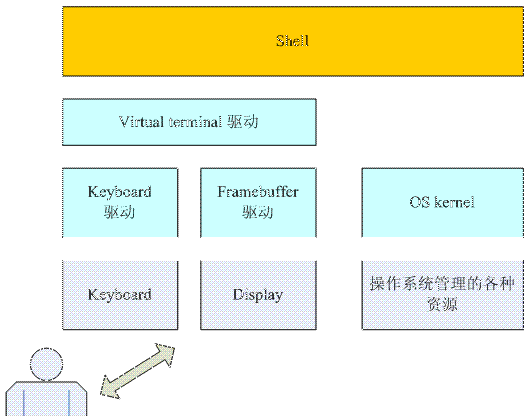 Shell
Virtual terminal 驱动
Keyboard
驱动
Framebuffer
驱动
OS kernel
Keyboard
Display
操作系统管理的各种
资源